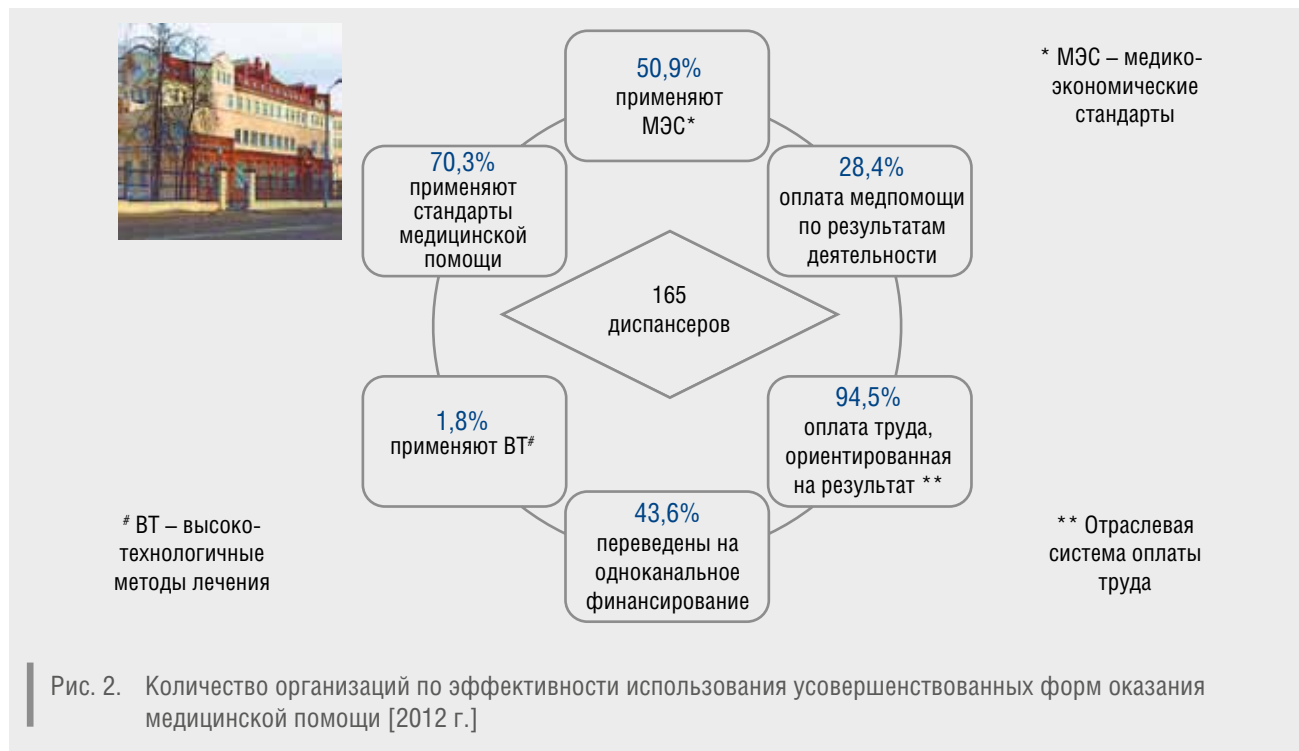 50,9%
применяют
МЭС*
* МЭС – медико-
экономические
стандарты
70,3%
применяют
стандарты
медицинской
помощи
28,4%
оплата медпомощи
по результатам
деятельности
165
диспансеров
1,8%
применяют ВТ#
94,5%
оплата труда,
ориентированная
на результат **
43,6%
переведены на
одноканальное
финансирование
# ВТ – высоко-
технологичные
методы лечения
** Отраслевая
система оплаты
труда
Рис. 2. Количество организаций по эффективности использования усовершенствованных форм оказания
медицинской помощи [2012 г.]